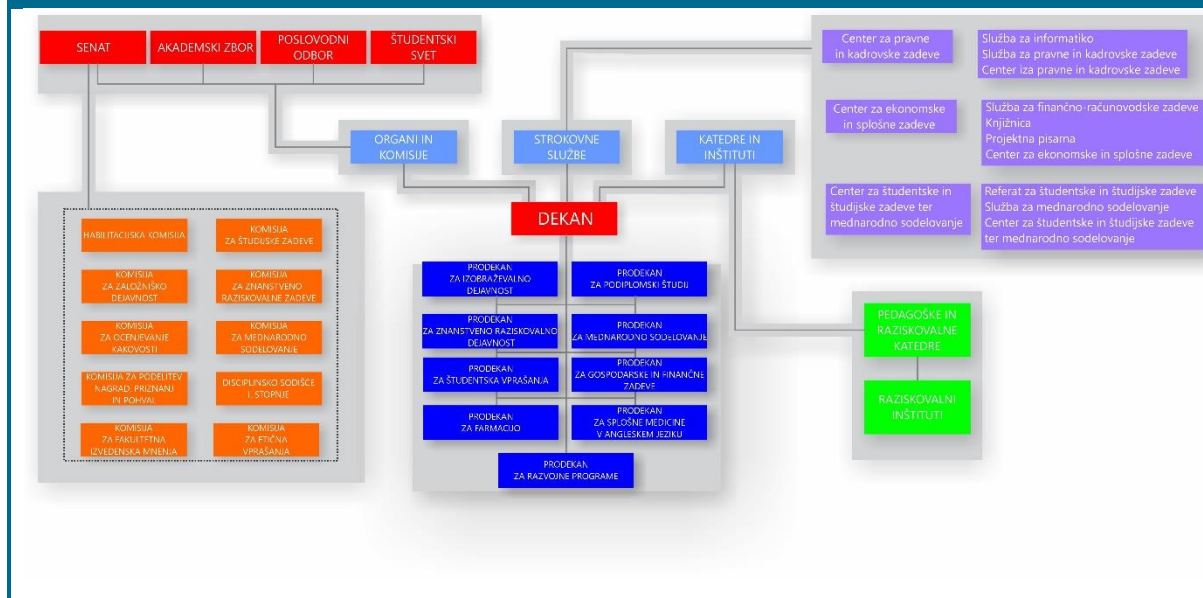 SENAT
AKADEMSKI ZBOR
POSLOVODNI
ODBOR
ŠTUDENTSKI
SVET
ORGANI IN
KOMISIJE
STROKOVNE
SLUŽBE
KATEDRE IN
INŠTITUTI
DEKAN
Center za pravne
in kadrovske zadeve
Služba za informatiko
Služba za pravne in kadrovske zadeve
Center iza pravne in kadrovske zadeve
Center za ekonomske
in splošne zadeve
Služba za finančno-računovodske zadeve
Knjižnica
Projektna pisarna
Center za ekonomske in splošne zadeve
Center za študentske in
študijske zadeve ter
mednarodno sodelovanje
Referat za študentske in študijske zadeve
Služba za mednarodno sodelovanje
Center za študentske in študijske zadeve
ter mednarodno sodelovanje
HABILITACIJSKA KOMISIJA
KOMISIJA
ZA ŠTUDIJSKE ZADEVE
KOMISIJA
ZA ZALOŽNIŠKO
DEJAVNOST
KOMISIJA
ZA ZNANSTVENO
RAZISKOVALNE ZADEVE
KOMISIJA
ZA OCENJEVANJE
KAKOVOSTI
KOMISIJA
ZA MEDNARODNO
SODELOVANJE
KOMISIJA ZA PODELITEV
NAGRAD, PRIZNANJ
IN POHVAL
DISCIPLINSKO SODIŠČE
I. STOPNJE
KOMISIJA
ZA FAKULTETNA
IZVEDENSKA MNENJA
KOMISIJA
ZA ETIČNA
VPRAŠANJA
PRODEKAN
ZA IZOBRAŽEVALNO
DEJAVNOST
PRODEKAN
ZA PODIPLOMSKI ŠTUDIJ
PRODEKAN
ZA ZNANSTVENO RAZISKOVALNO
DEJAVNOST
PRODEKAN
ZA MEDNARODNO SODELOVANJE
PRODEKAN
ZA ŠTUDENTSKA VPRAŠANJA
PRODEKAN
ZA GOSPODARSKE IN FINANČNE
ZADEVE
PRODEKAN
ZA FARMACIJO
PRODEKAN
ZA SPLOŠNE MEDICINE
V ANGLESKEM JEZIKU
PRODEKAN
ZA RAZVOJNE PROGRAME
PEDAGOŠKE IN
RAZISKOVALNE
KATEDRE
RAZISKOVALNI
INŠTITUTI